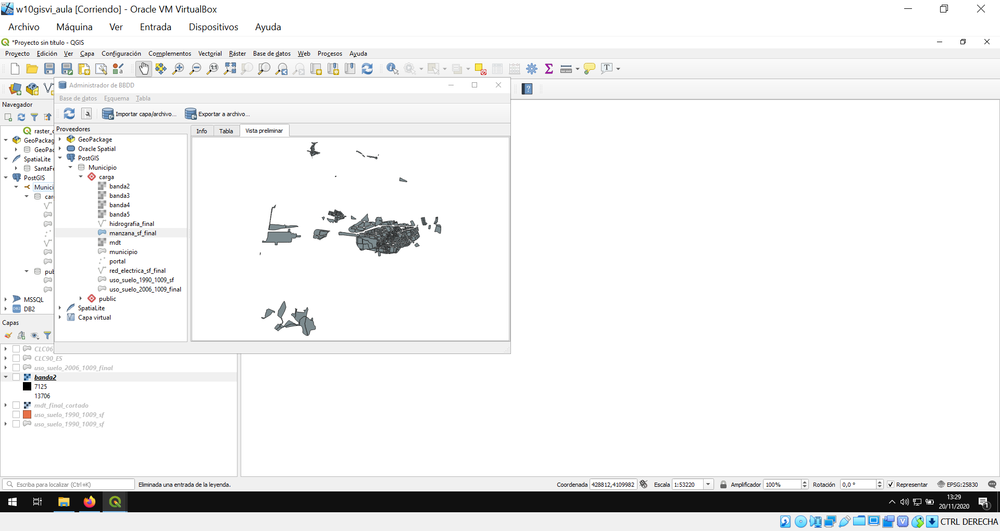 w10gisvi_aula [Corriendo] - Oracle VM VirtualBox
Archivo Máquina Ver Entrada Dispositivos Ayuda
*Proyecto sin título - QGIS
Proyecto Edición Ver Capa Configuración Complementos Vectorial Ráster Base de datos Web Procesos Ayuda
Administrador de BBDD
Base de datos Esquema Tabla
Importar capa/archivo... Exportar a archivo...
Navegador
raster_c
GeoPackag
GeoPac
SpatiaLite
SantaFe
PostGIS
Munici
car
pub
MSSQL
DB2
Proveedores
GeoPackage
Oracle Spatial
PostGIS
Municipio
carga
banda2
banda3
banda4
banda5
hidrografia_final
manzana_sf_final
mdt
municipio
portal
red_electrica_sf_final
uso_suelo_1990_1009_sf
uso_suelo_2006_1009_final
public
SpatiaLite
Capa virtual
Info Tabla Vista preliminar
Capas
CLC06
CLC90_ES
uso_suelo_2006_1009_final
banda2
7125
13706
mdt_final_cortado
uso_suelo_1990_1009_sf
uso_suelo_1990_1009_sf
Escriba para localizar (Ctrl+K) Eliminada una entrada de la leyenda. Coordenada 428812,4109982 Escala 1:53220 Amplificador 100% Rotación 0,0 ° Representar EPSG:25830
13:29
20/11/2020
1
CTRL DERECHA